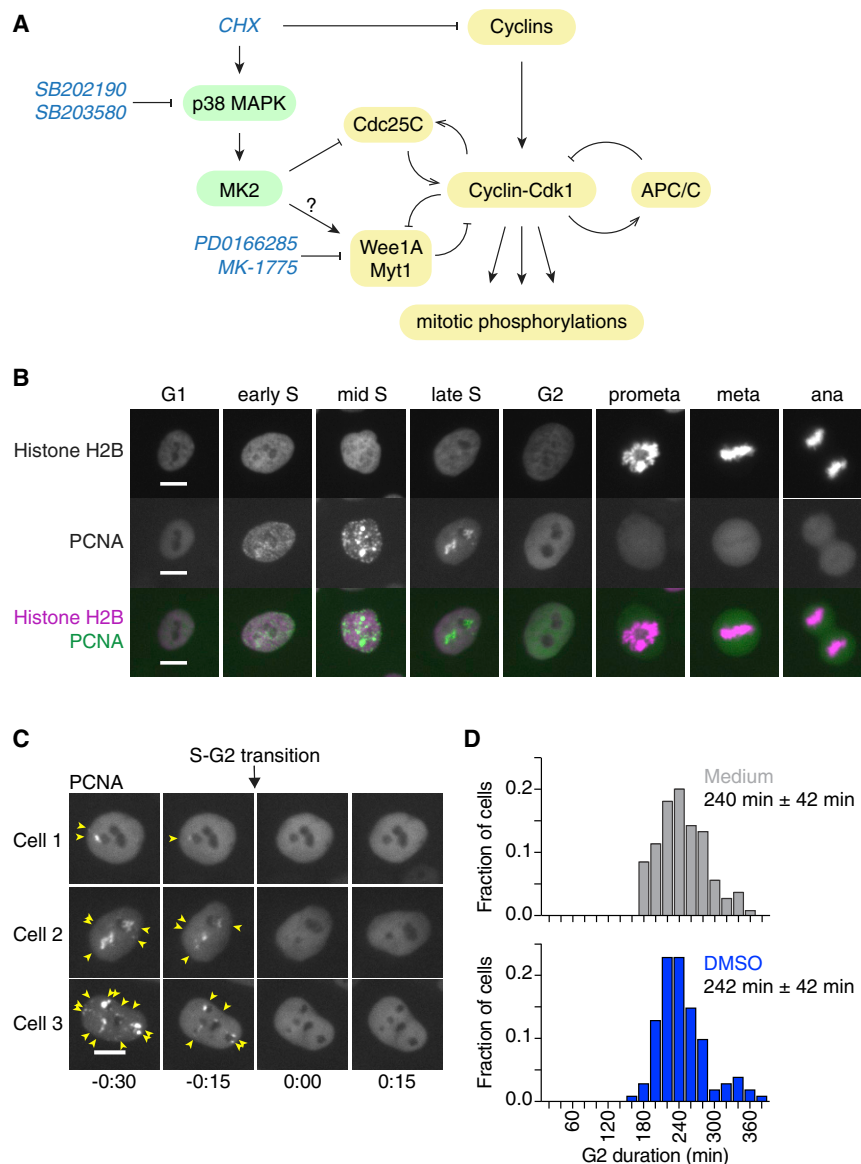 A
CHX
Cyclins
SB202190
SB203580
p38 MAPK
Cdc25C
MK2
Cyclin-Cdk1
APC/C
?
PD0166285
MK-1775
Wee1A
Myt1
mitotic phosphorylations
B
G1 early S mid S late S G2 prometa meta ana
Histone H2B
PCNA
Histone H2B
PCNA
C
S-G2 transition
PCNA
Cell 1
Cell 2
Cell 3
-0:30 -0:15 0:00 0:15
D
Medium
240 min ± 42 min
Fraction of cells
0.2
0.1
0.0
DMSO
242 min ± 42 min
Fraction of cells
0.2
0.1
0.0
60 120 180 240 300 360
G2 duration (min)